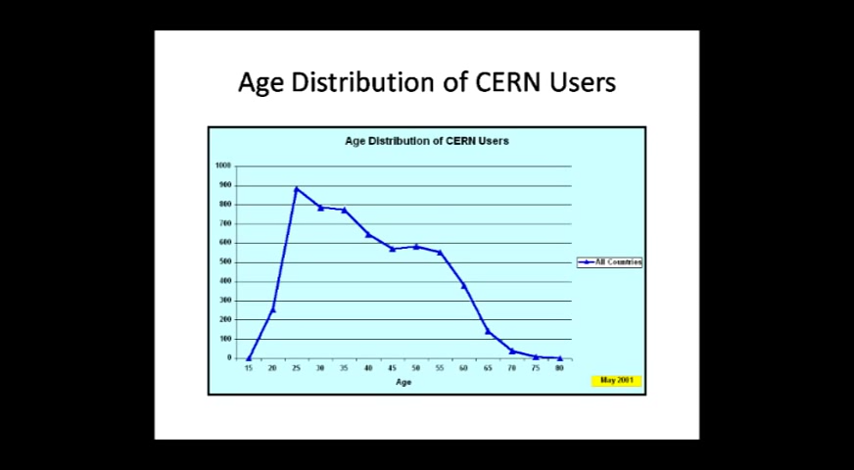 Age Distribution of CERN Users
Age Distribution of CERN Users
1000
900
800
700
600
500
400
300
200
100
0
15 20 25 30 35 40 45 50 55 60 65 70 75 80
Age
All Countries
May 2001